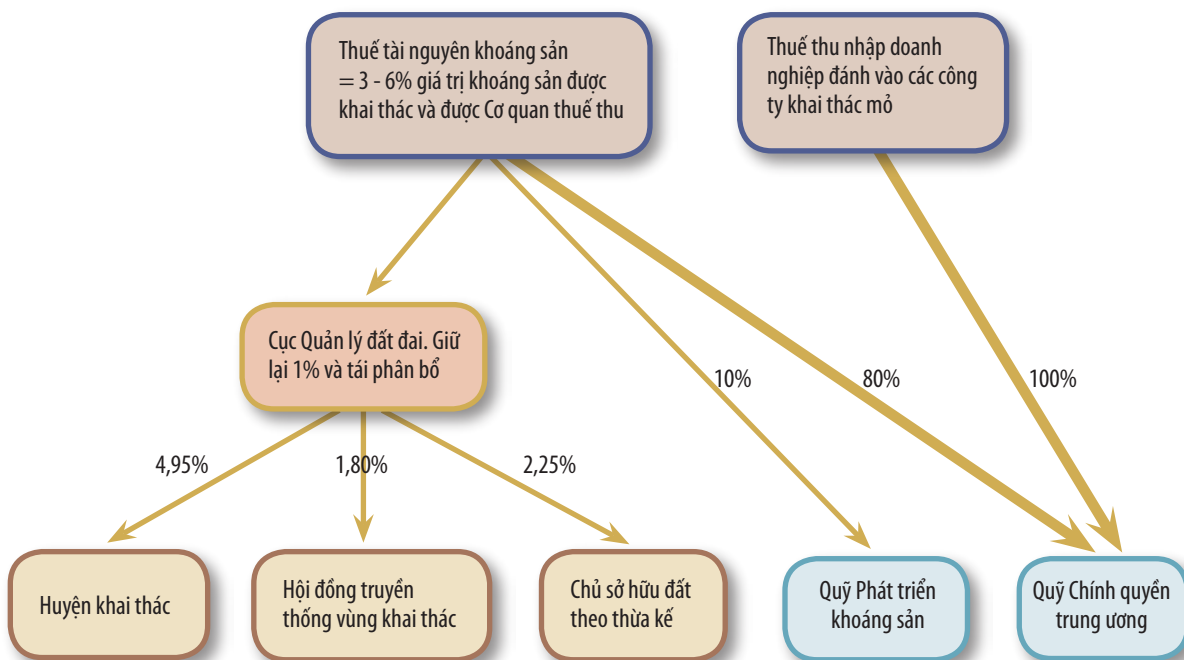 Thuế tài nguyên khoáng sản
= 3 - 6% giá trị khoáng sản được
khai thác và được Cơ quan thuế thu
Thuế thu nhập doanh
nghiệp đánh vào các công
ty khai thác mỏ
Cục Quản lý đất đai. Giữ
lại 1% và tái phân bổ
10%
80%
100%
4,95%
1,80%
2,25%
Huyện khai thác
Hội đồng truyền
thống vùng khai thác
Chủ sở hữu đất
theo thừa kế
Quỹ Phát triển
khoáng sản
Quỹ Chính quyền
trung ương